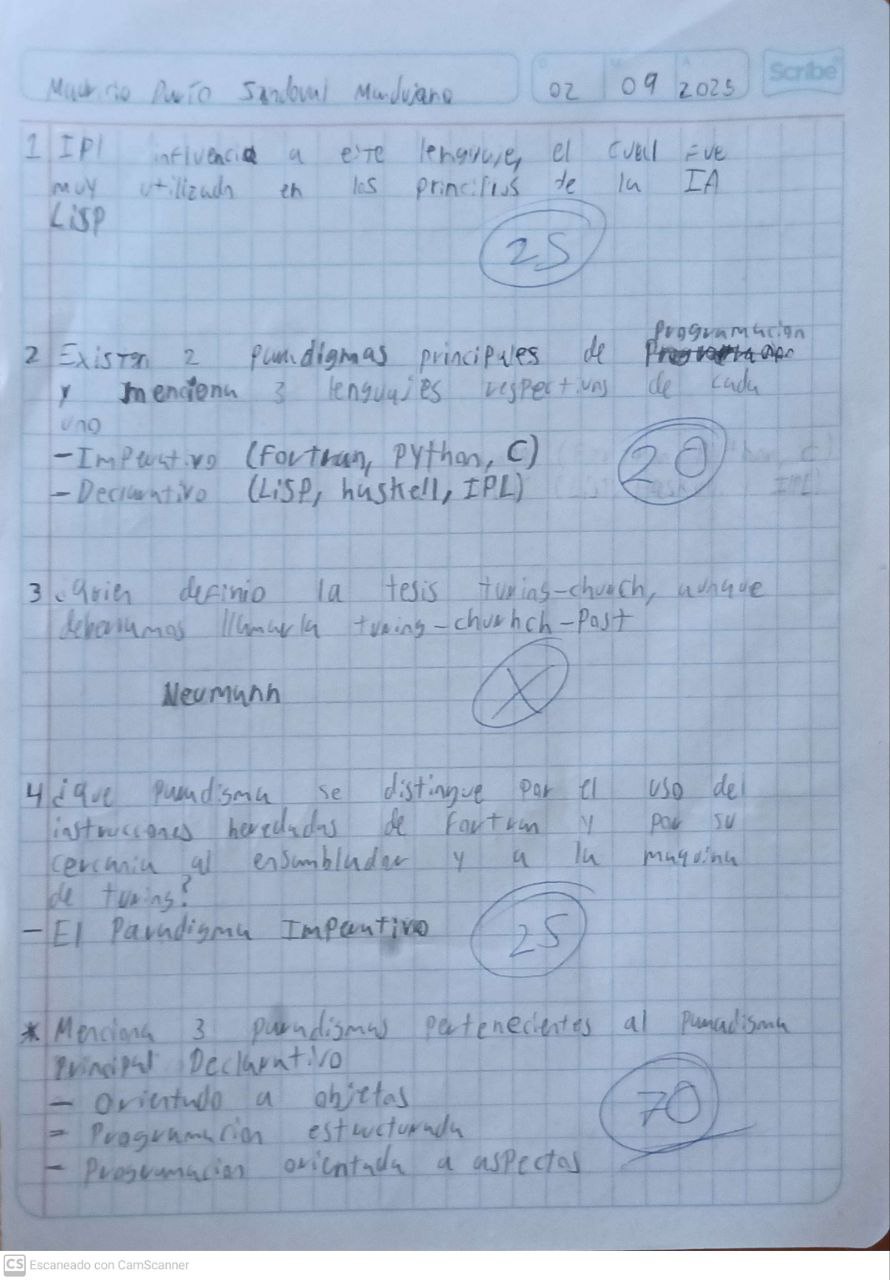 Scribe
Mauricio Sandoval Mandujano 02 09 2025
1 IPl influencia a este lenguaje, el cual fue
muy utilizado en los principios de la IA
LiSP
25
Programacion
2 Existen 2 paradigmas principales de
y menciona 3 lenguajes respectivos de cada
uno
- Imperativo (Fortran, Python, C)
- Declarativo (LiSP, haskell, IPL)
20
3 ¿Quien definio la tesis turing-church, aunque
deberiamos llamarla turing-churhch-Post
Neumann
X
4 ¿Que paradigma se distingue por el uso del
instrucciones heredadas de Fortran y por su
cercania al ensamblador y a la maquina
de turing?
- El Paradigma Imperativo
25
* Menciona 3 paradigmas pertenecientes al paradigma
principal Declarativo
- Orientado a objetos
- Programacion estructurada
- Programacion orientada a aspectos
70
CS Escaneado con CamScanner